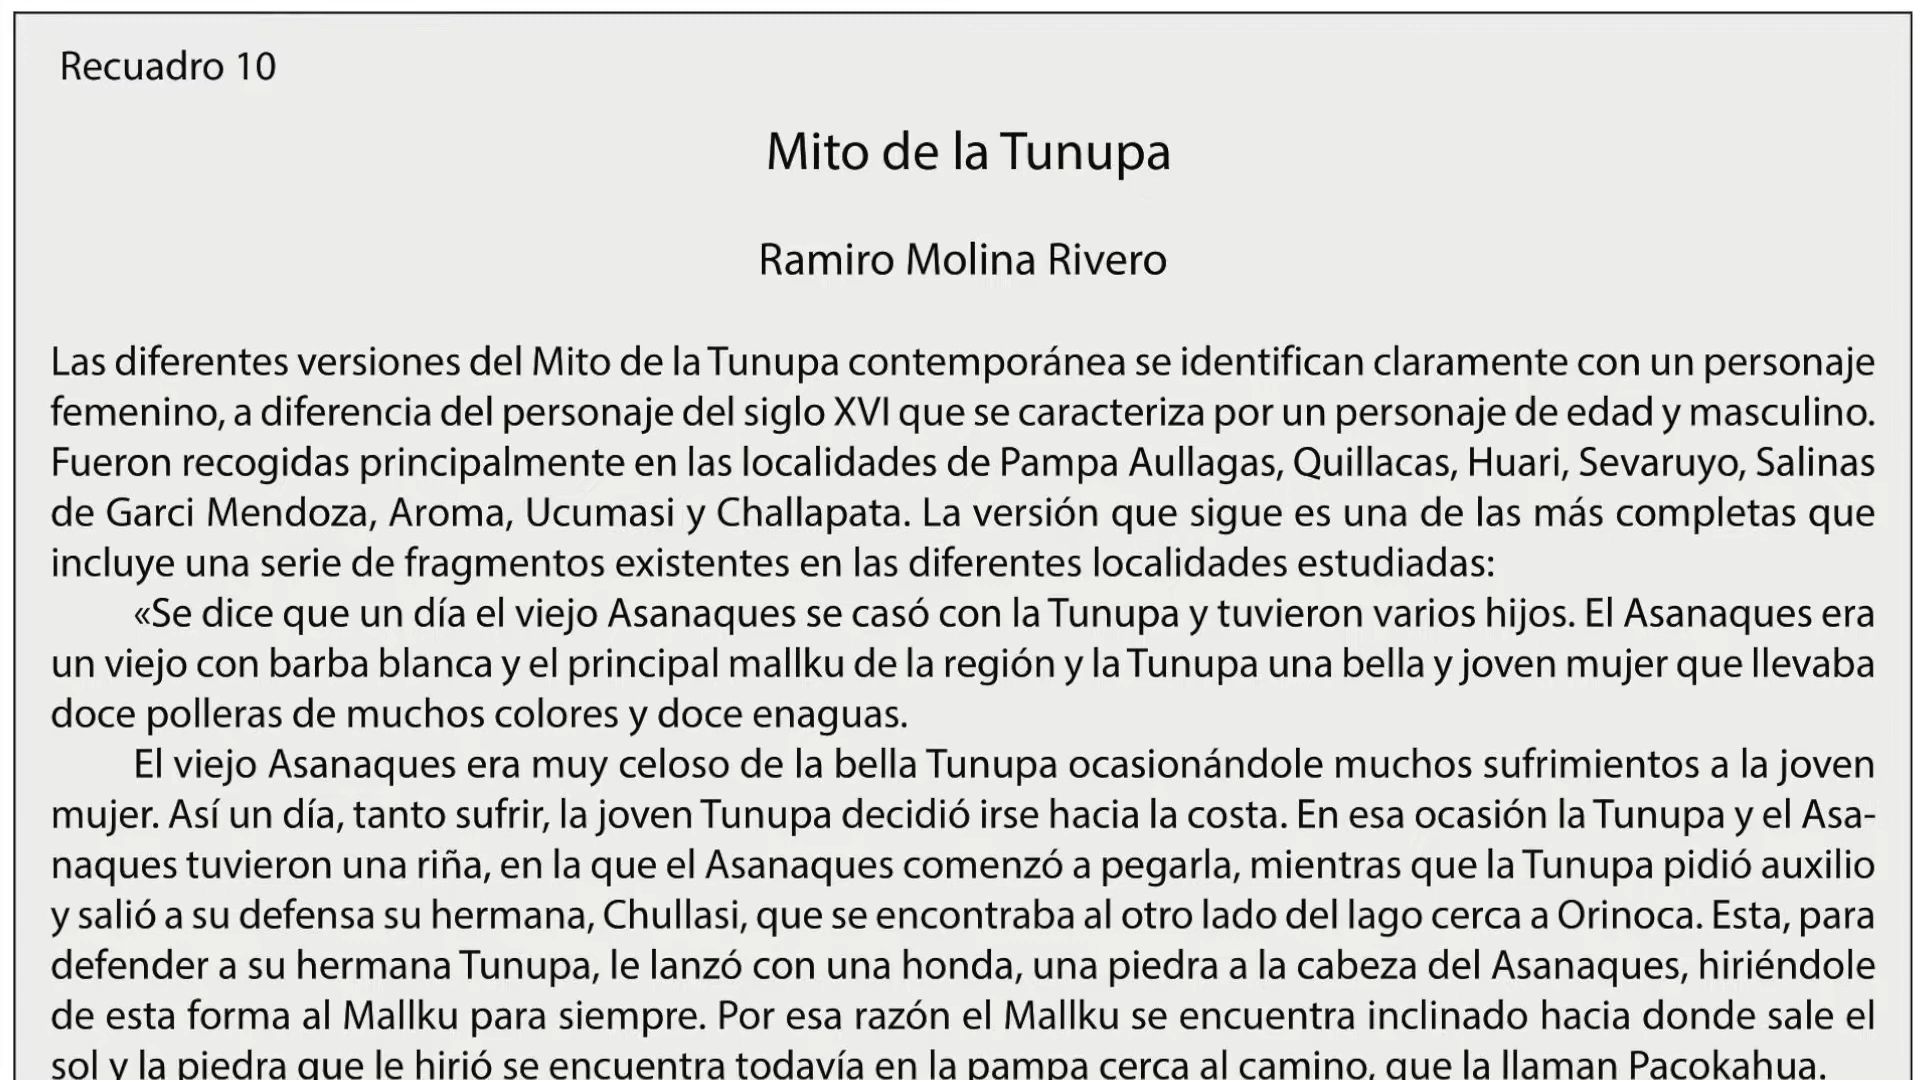 Recuadro 10
Mito de la Tunupa
Ramiro Molina Rivero
Las diferentes versiones del Mito de la Tunupa contemporánea se identifican claramente con un personaje
femenino, a diferencia del personaje del siglo XVI que se caracteriza por un personaje de edad y masculino.
Fueron recogidas principalmente en las localidades de Pampa Aullagas, Quillacas, Huari, Sevaruyo, Salinas
de Garci Mendoza, Aroma, Ucumasi y Challapata. La versión que sigue es una de las más completas que
incluye una serie de fragmentos existentes en las diferentes localidades estudiadas:
«Se dice que un día el viejo Asanaques se casó con la Tunupa y tuvieron varios hijos. El Asanaques era
un viejo con barba blanca y el principal mallku de la región y la Tunupa una bella y joven mujer que llevaba
doce polleras de muchos colores y doce enaguas.
El viejo Asanaques era muy celoso de la bella Tunupa ocasionándole muchos sufrimientos a la joven
mujer. Así un día, tanto sufrir, la joven Tunupa decidió irse hacia la costa. En esa ocasión la Tunupa y el Asa-
naques tuvieron una riña, en la que el Asanaques comenzó a pegarla, mientras que la Tunupa pidió auxilio
y salió a su defensa su hermana, Chullasi, que se encontraba al otro lado del lago cerca a Orinoca. Esta, para
defender a su hermana Tunupa, le lanzó con una honda, una piedra a la cabeza del Asanaques, hiriéndole
de esta forma al Mallku para siempre. Por esa razón el Mallku se encuentra inclinado hacia donde sale el
sol y la piedra que le hirió se encuentra todavía en la pampa cerca al camino, que la llaman Pacokahua.